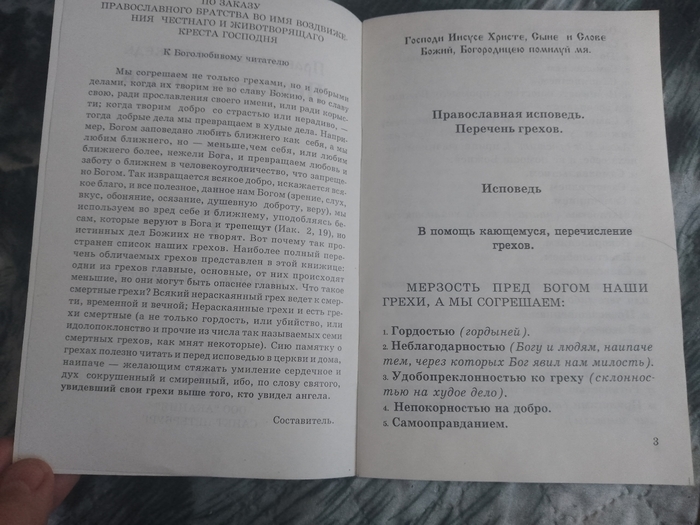 ПО ЗАКАЗУ
ПРАВОСЛАВНОГО БРАТСТВА ВО ИМЯ ВОЗДВИЖЕ
НИЯ ЧЕСТНАГО И ЖИВОТВОРЯЩАГО
КРЕСТА ГОСПОДНЯ
К Боголюбивому читателю
Мы согрешаем не только грехами, но и добрыми
делами, когда их творим не во славу Божию, а во славу
свою, ради прославления своего имени, или ради корыс-
ти; когда творим добро со страстью или нерадиво, —
тогда добрые дела мы превращаем в худые дела. Напри-
мер, Богом заповедано любить ближнего как себя, а мы
любим ближнего, но — меньше, чем себя, или любим
ближнего более, нежели Бога, и превращаем любовь и
заботу о ближнем в человекоугодничество, что запреще-
но Богом. Так извращается всякое добро, искажается вся-
кое благо, и все полезное, данное нам Богом (зрение, слух,
вкус, обоняние, осязание, душевную доброту, веру), мы
используем во вред себе и ближнему, уподобляясь бе-
сам, которые веруют в Бога и трепещут (Иак. 2, 19), но
истинных дел Божиих не творят. Вот почему так про-
странен список наших грехов. Наиболее полный пере-
чень обличаемых грехов представлен в этой книжице:
одни из грехов главные, основные, от них происходят
меньшие, но они могут быть опаснее главных. Что такое
смертные грехи? Всякий нераскаянный грех ведет к смер-
ти, временной и вечной; Нераскаянные грехи и есть гре-
хи смертные (а не только гордость, или убийство, или
идолопоклонство и прочие из числа так называемых семи
смертных грехов, как мнят некоторые). Сию памятку о
грехах полезно читать и перед исповедью в церкви и дома,
наипаче — желающим стяжать умиление сердечное и
дух сокрушенный и смиренный, ибо, по слову святого,
увидевший свои грехи выше того, кто увидел ангела.
Составитель.
Господи Иисусе Христе, Сыне и Слове
Божий, Богородицею помилуй мя.
Православная исповедь.
Перечень грехов.
Исповедь
В помощь кающемуся, перечисление
грехов.
МЕРЗОСТЬ ПРЕД БОГОМ НАШИ
ГРЕХИ, А МЫ СОГРЕШАЕМ:
1. Гордостью (гордыней).
2. Неблагодарностью (Богу и людям, наипаче
тем, через которых Бог явил нам милость).
3. Удобопреклонностью ко греху (склоннос-
тью на худое дело).
4. Непокорностью на добро.
5. Самооправданием.
3